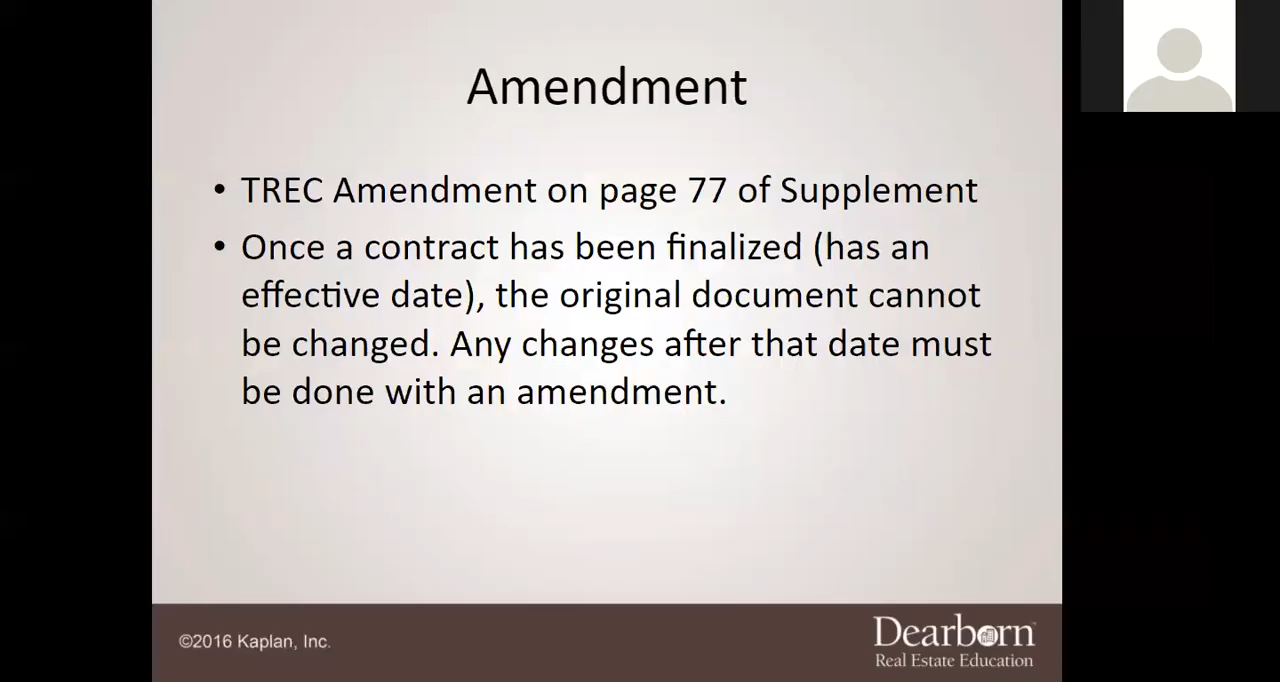 Amendment
• TREC Amendment on page 77 of Supplement
• Once a contract has been finalized (has an
effective date), the original document cannot
be changed. Any changes after that date must
be done with an amendment.
©2016 Kaplan, Inc.
Dearborn™
Real Estate Education